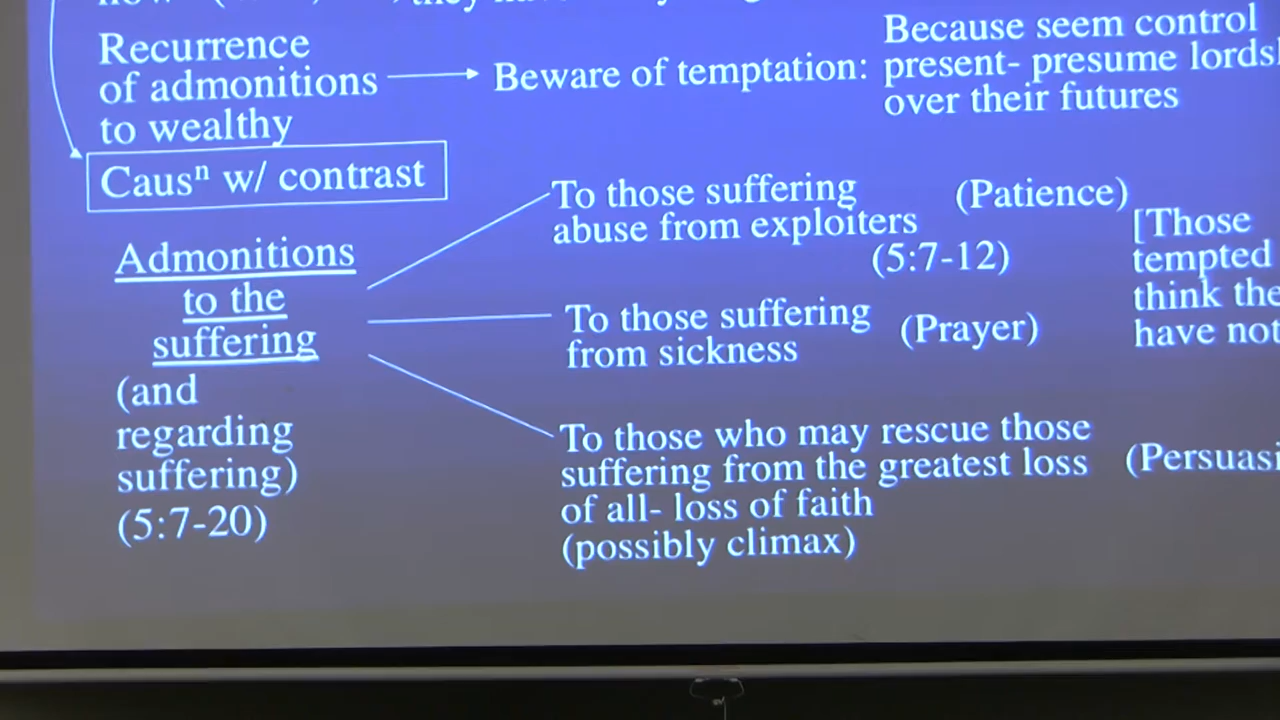 Recurrence
of admonitions
to wealthy
Beware of temptation:
Because seem control
present- presume
over their futures
Causⁿ w/ contrast
Admonitions
to the
suffering
(and
regarding
suffering)
(5:7-20)
To those suffering
abuse from exploiters
(Patience)
(5:7-12)
To those suffering
from sickness
(Prayer)
[Those
tempted
think
have
To those who may rescue those
suffering from the greatest loss
of all- loss of faith
(possibly climax)